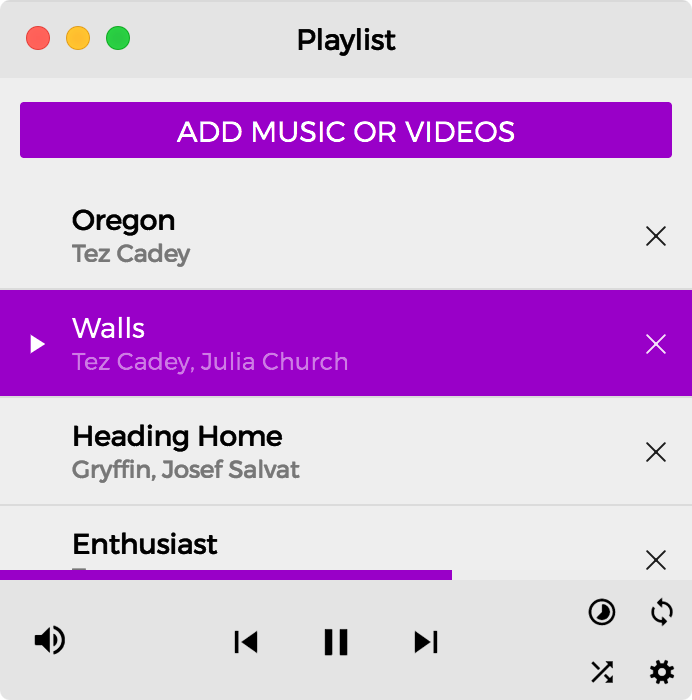 Playlist
ADD MUSIC OR VIDEOS
Oregon
Tez Cadey
Walls
Tez Cadey, Julia Church
Heading Home
Gryffin, Josef Salvat
Enthusiast